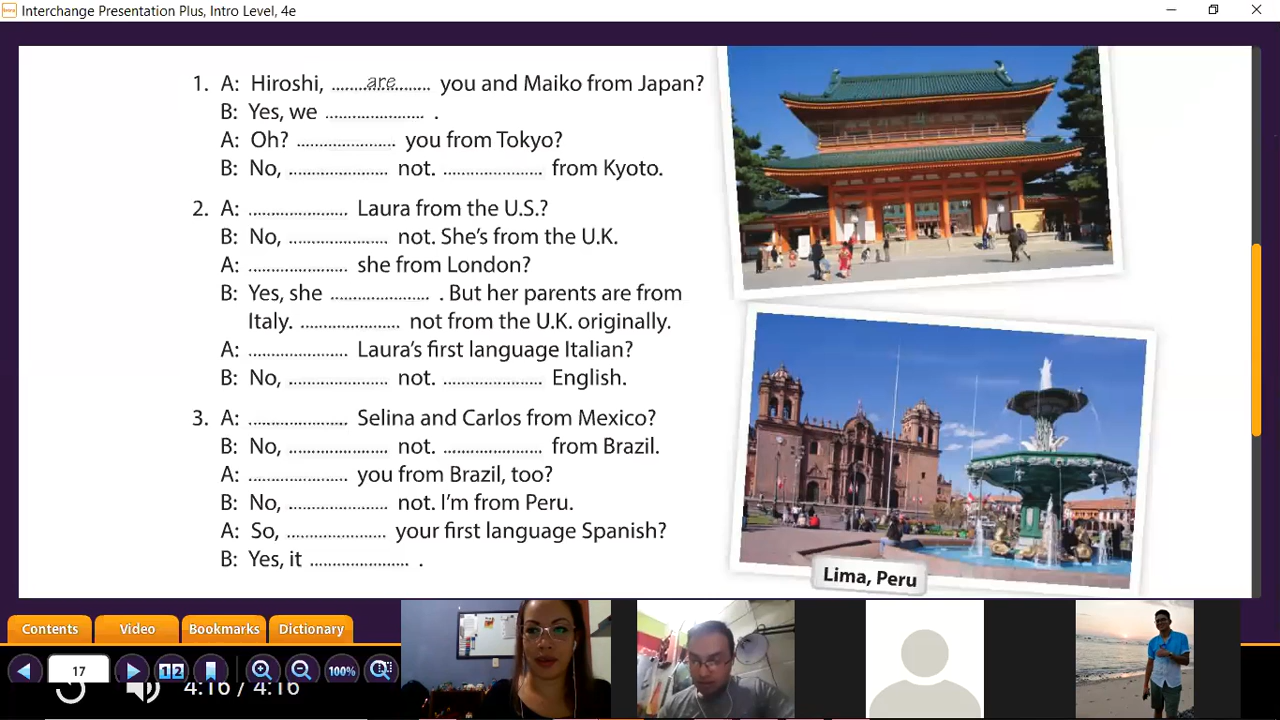 Interchange Presentation Plus, Intro Level, 4e
1. A: Hiroshi, ........are........ you and Maiko from Japan?
B: Yes, we ...................... .
A: Oh? ...................... you from Tokyo?
B: No, ...................... not. ...................... from Kyoto.
2. A: ...................... Laura from the U.S.?
B: No, ...................... not. She's from the U.K.
A: ...................... she from London?
B: Yes, she ...................... . But her parents are from
Italy. ...................... not from the U.K. originally.
A: ...................... Laura's first language Italian?
B: No, ...................... not. ...................... English.
3. A: ...................... Selina and Carlos from Mexico?
B: No, ...................... not. ...................... from Brazil.
A: ...................... you from Brazil, too?
B: No, ...................... not. I'm from Peru.
A: So, ...................... your first language Spanish?
B: Yes, it ...................... .
Lima, Peru
Contents Video Bookmarks Dictionary
17 1 2 100%
4:16 / 4:16